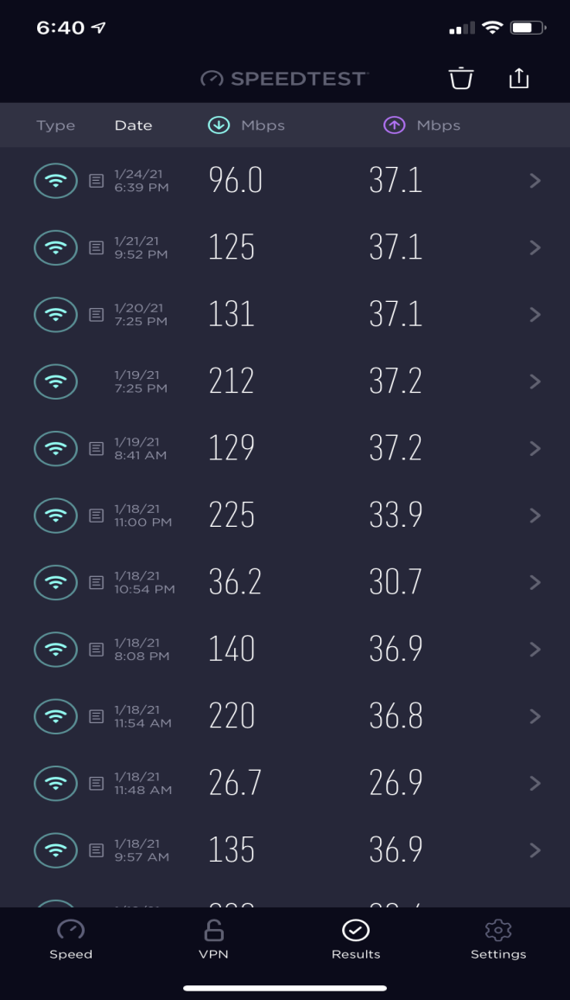 6:40
SPEEDTEST
Type Date Mbps Mbps
1/24/21
6:39 PM
96.0 37.1
1/21/21
9:52 PM
125 37.1
1/20/21
7:25 PM
131 37.1
1/19/21
7:25 PM
212 37.2
1/19/21
8:41 AM
129 37.2
1/18/21
11:00 PM
225 33.9
1/18/21
10:54 PM
36.2 30.7
1/18/21
8:08 PM
140 36.9
1/18/21
11:54 AM
220 36.8
1/18/21
11:48 AM
26.7 26.9
1/18/21
9:57 AM
135 36.9
Speed VPN Results Settings